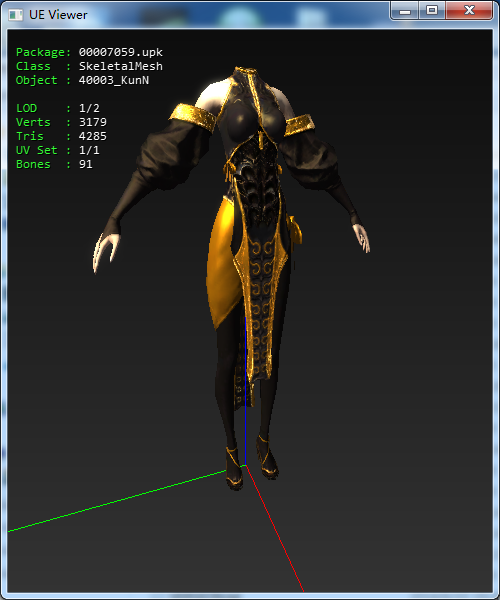 UE Viewer
Package: 00007059.upk
Class : SkeletalMesh
Object : 40003_KunN
LOD : 1/2
Verts : 3179
Tris : 4285
UV Set : 1/1
Bones : 91